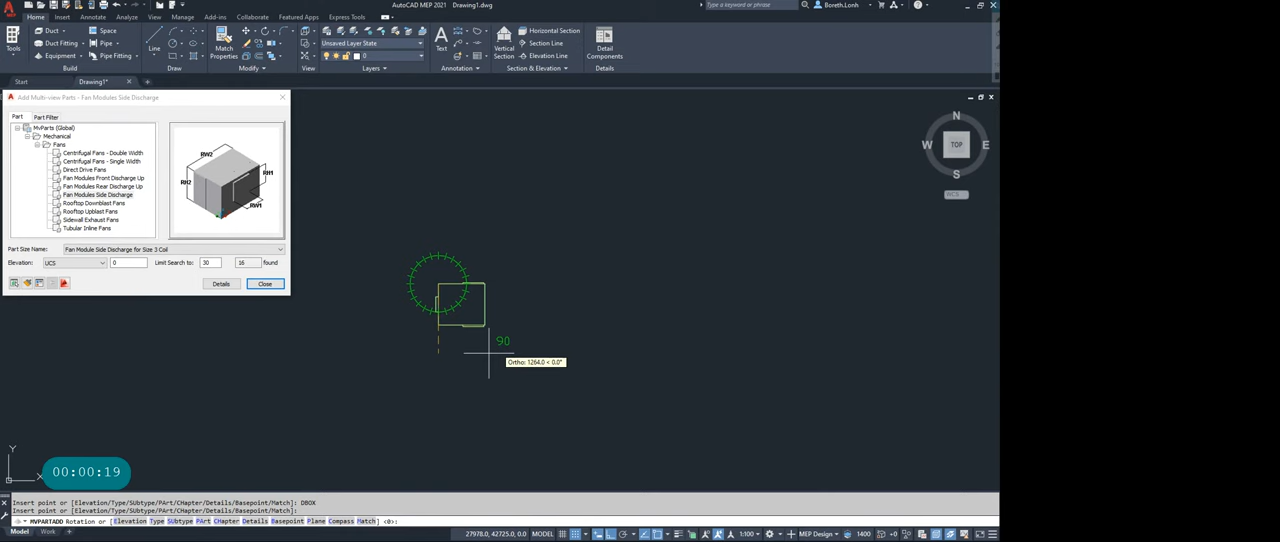 AutoCAD MEP 2021 Drawing1.dwg
Type a keyword or phrase
Boreth.Lonh
Home Insert Annotate Analyze View Manage Add-ins Collaborate Featured Apps Express Tools
Tools
Duct
Duct Fitting
Equipment
Space
Pipe
Pipe Fitting
Build
Line
Draw
Match
Properties
Modify
View
Unsaved Layer State
0
Layers
Text
Annotation
Vertical
Section
Horizontal Section
Section Line
Elevation Line
Section & Elevation
Detail
Components
Details
Start Drawing1*
Add Multi-view Parts - Fan Modules Side Discharge
Part Part Filter
MvParts (Global)
Mechanical
Fans
Centrifugal Fans - Double Width
Centrifugal Fans - Single Width
Direct Drive Fans
Fan Modules Front Discharge Up
Fan Modules Rear Discharge Up
Fan Modules Side Discharge
Rooftop Downblast Fans
Rooftop Upblast Fans
Sidewall Exhaust Fans
Tubular Inline Fans
RW2
RH1
RH2
RW1
Part Size Name: Fan Module Side Discharge for Size 3 Coil
Elevation: UCS 0 Limit Search to: 30 16 found
Details Close
N
W TOP E
S
WCS
90
Ortho: 1264.0 < 0.0°
Y
X
00:00:19
Insert point or [Elevation/Type/SUbtype/PArt/CHapter/Details/Basepoint/Match]: DBOX
Insert point or [Elevation/Type/SUbtype/PArt/CHapter/Details/Basepoint/Match]:
MVPARTADD Rotation or [Elevation Type SUbtype PArt CHapter Details Basepoint Plane Compass Match] <0>:
Model Work
27978.0, 42725.0, 0.0 MODEL 1:100 MEP Design 1400 +0